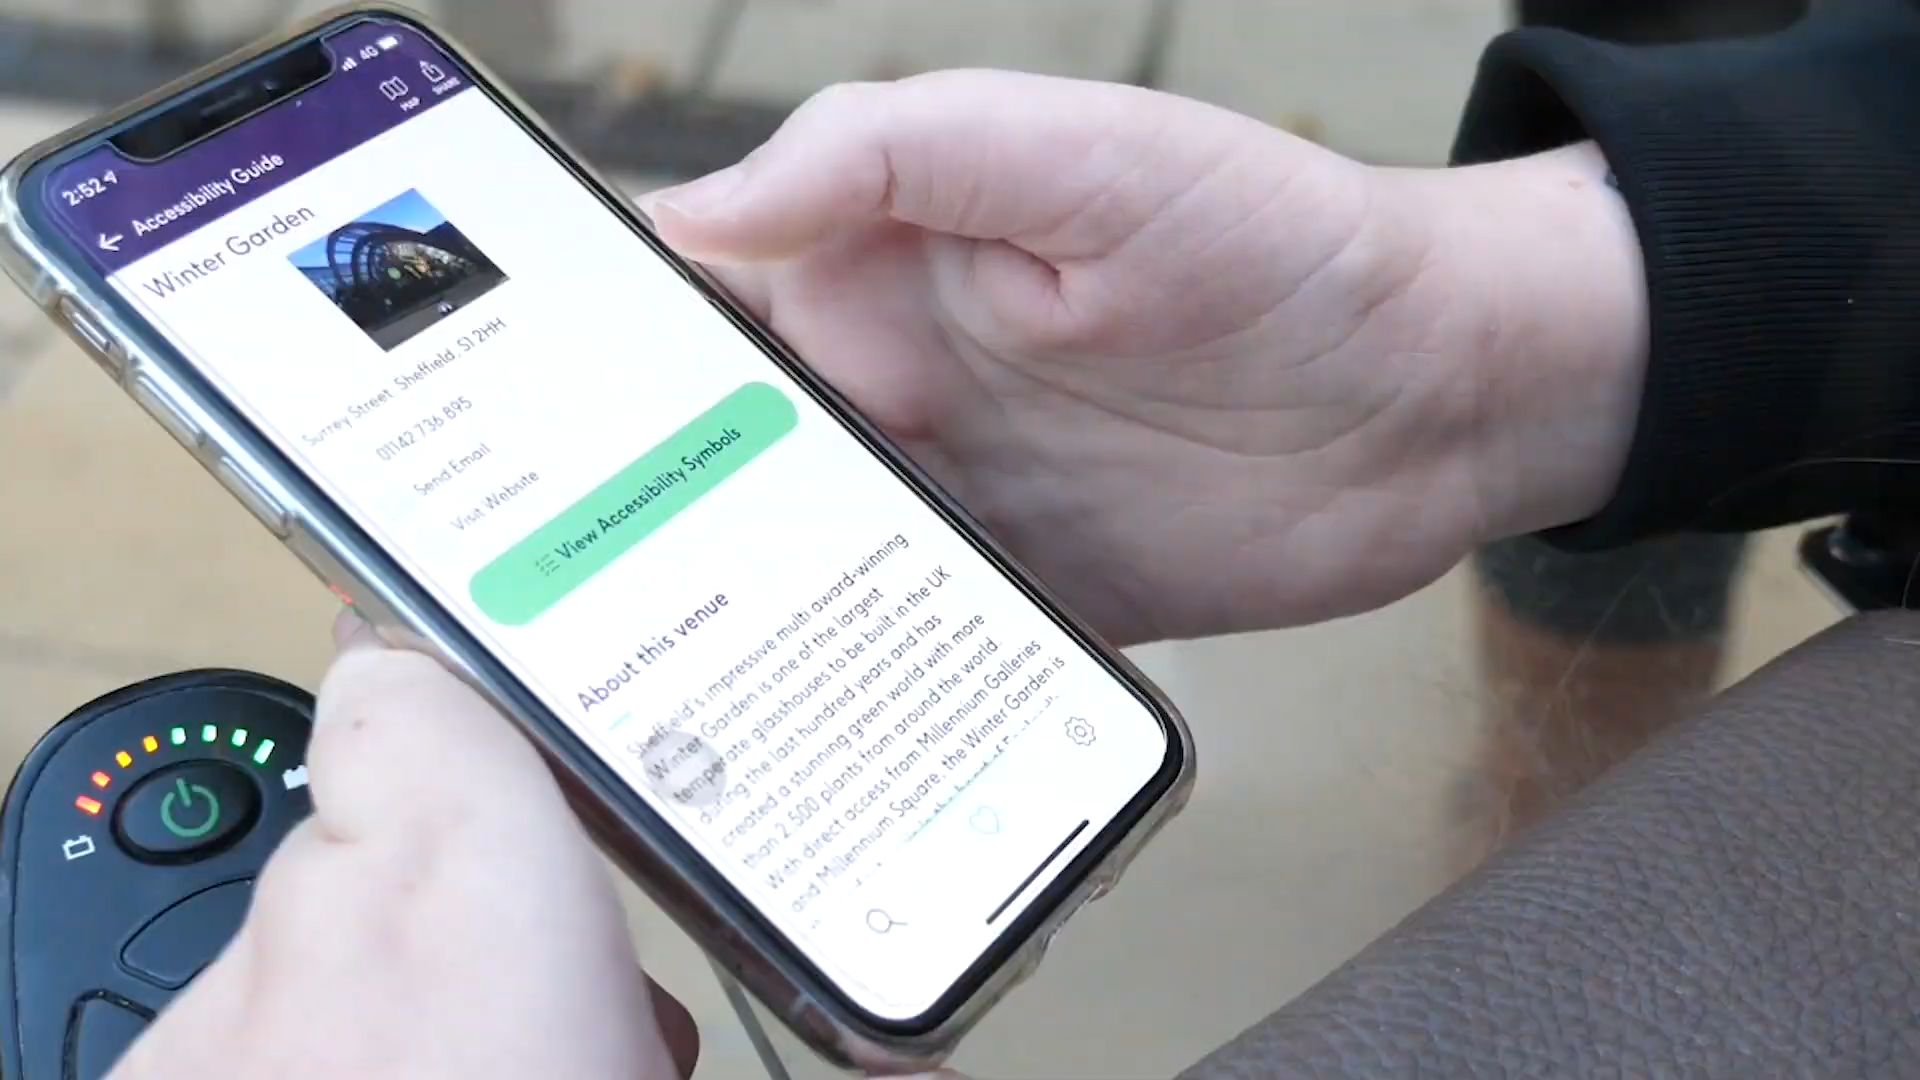 2:52
4G
MAP
SHARE
Accessibility Guide
Winter Garden
Surrey Street, Sheffield, S1 2HH
01142 736 895
Send Email
Visit Website
View Accessibility Symbols
About this venue
Sheffield's impressive multi award-winning
Winter Garden is one of the largest
temperate glasshouses to be built in the UK
during the last hundred years and has
created a stunning green world with more
than 2,500 plants from around the world.
With direct access from Millennium Galleries
and Millennium Square, the Winter Garden is